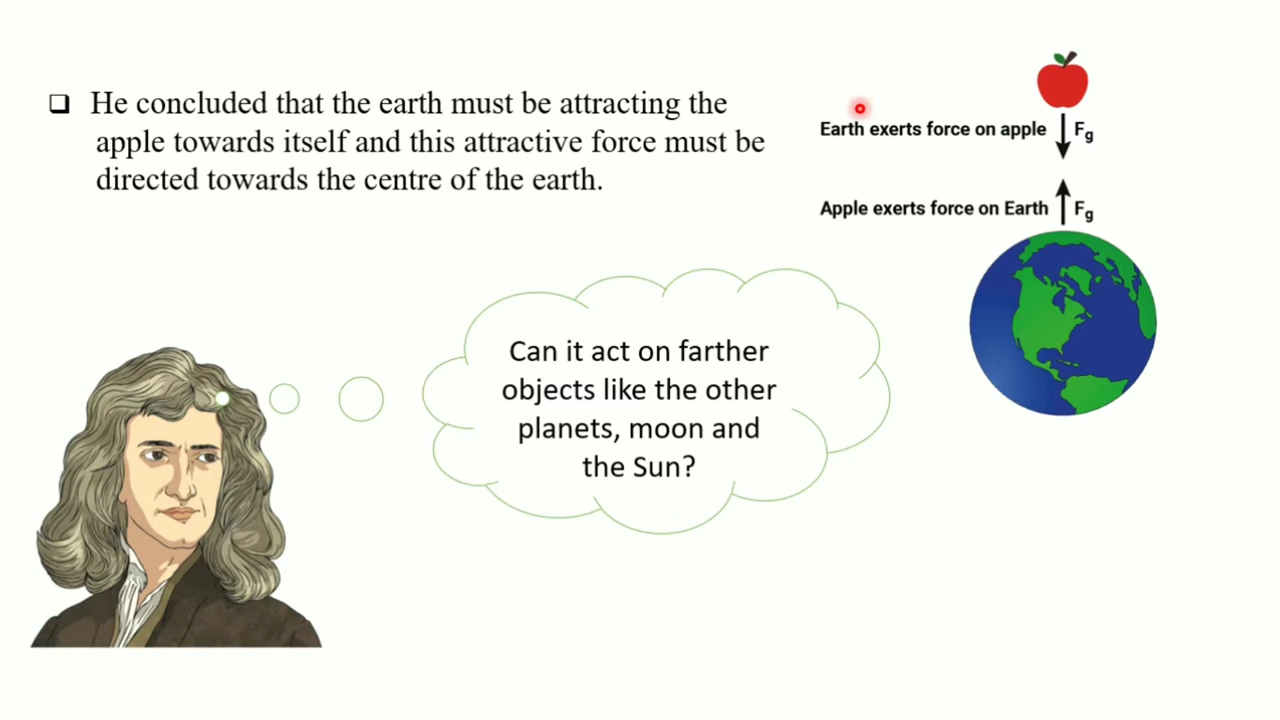 He concluded that the earth must be attracting the
apple towards itself and this attractive force must be
directed towards the centre of the earth.
Earth exerts force on apple Fg
Apple exerts force on Earth Fg
Can it act on farther
objects like the other
planets, moon and
the Sun?